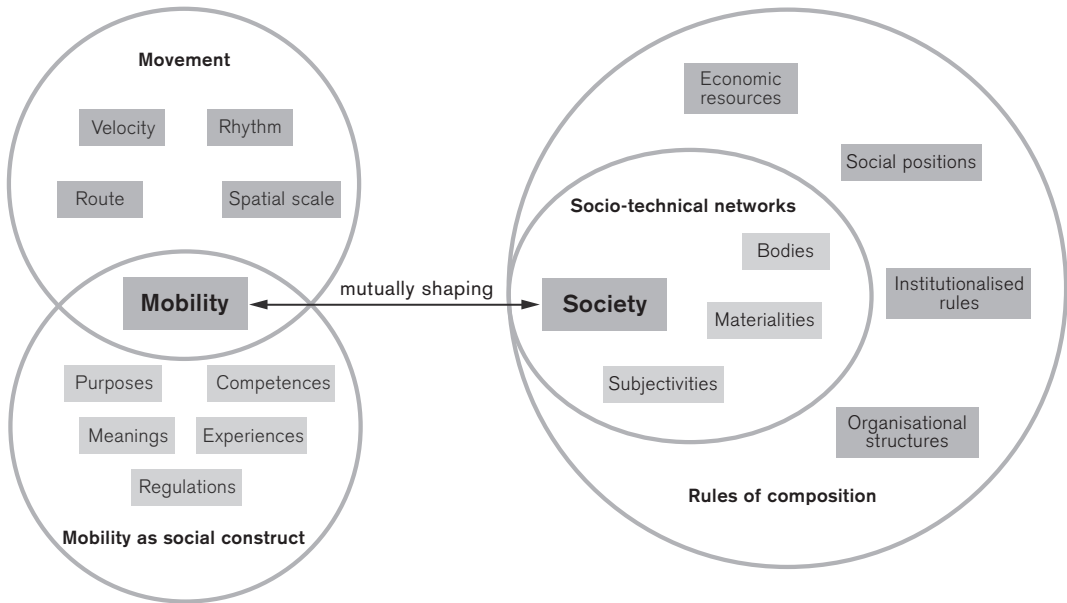 Movement
Velocity
Rhythm
Route
Spatial scale
Mobility
Purposes
Competences
Meanings
Experiences
Regulations
Mobility as social construct
mutually shaping
Economic
resources
Social positions
Socio-technical networks
Bodies
Society
Materialities
Subjectivities
Institutionalised
rules
Organisational
structures
Rules of composition